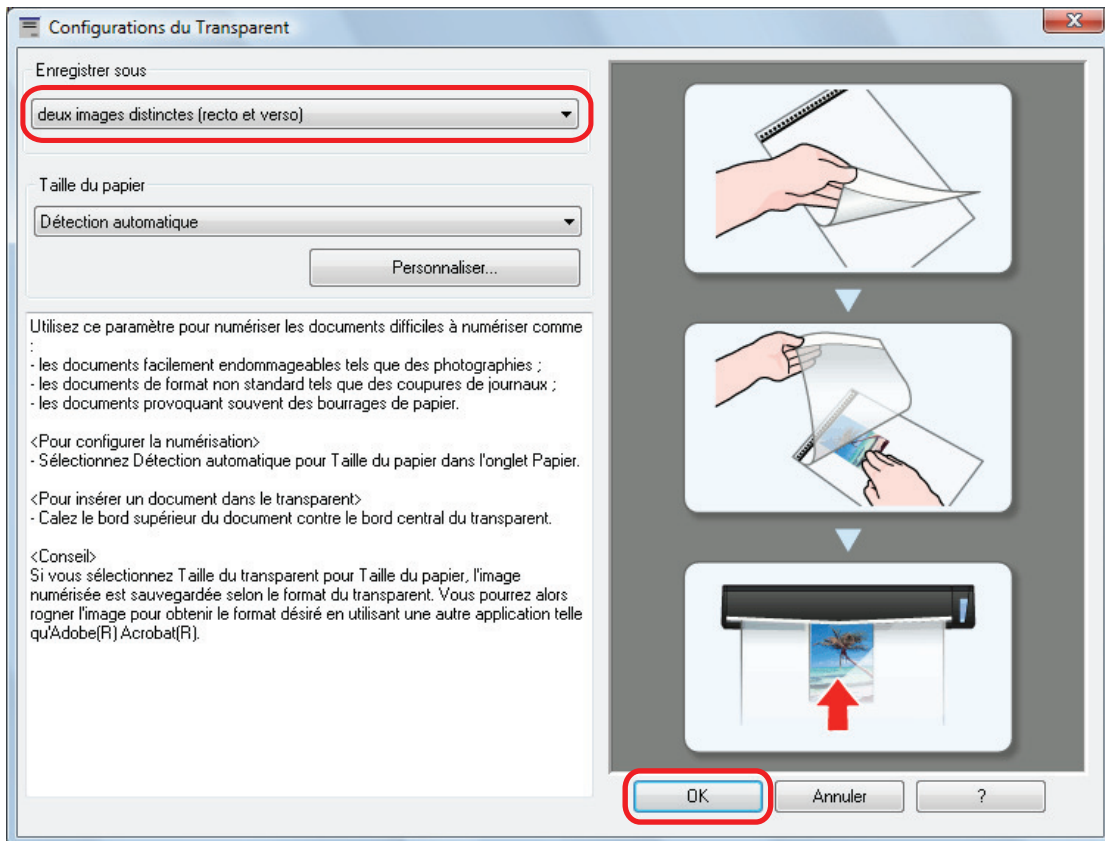 Configurations du Transparent
Enregistrer sous
deux images distinctes (recto et verso)
Taille du papier
Détection automatique
Personnaliser...
Utilisez ce paramètre pour numériser les documents difficiles à numériser comme
:
- les documents facilement endommageables tels que des photographies ;
- les documents de format non standard tels que des coupures de journaux ;
- les documents provoquant souvent des bourrages de papier.
<Pour configurer la numérisation>
- Sélectionnez Détection automatique pour Taille du papier dans l'onglet Papier.
<Pour insérer un document dans le transparent>
- Calez le bord supérieur du document contre le bord central du transparent.
<Conseil>
Si vous sélectionnez Taille du transparent pour Taille du papier, l'image
numérisée est sauvegardée selon le format du transparent. Vous pourrez alors
rogner l'image pour obtenir le format désiré en utilisant une autre application telle
qu'Adobe(R) Acrobat(R).
OK
Annuler
?